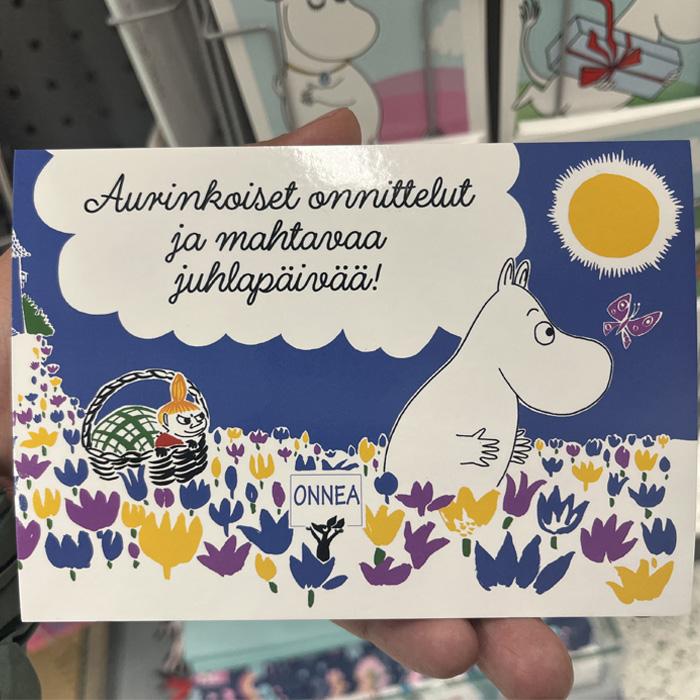 Aurinkoiset onnittelut
ja mahtavaa
juhlapäivää!
ONNEA